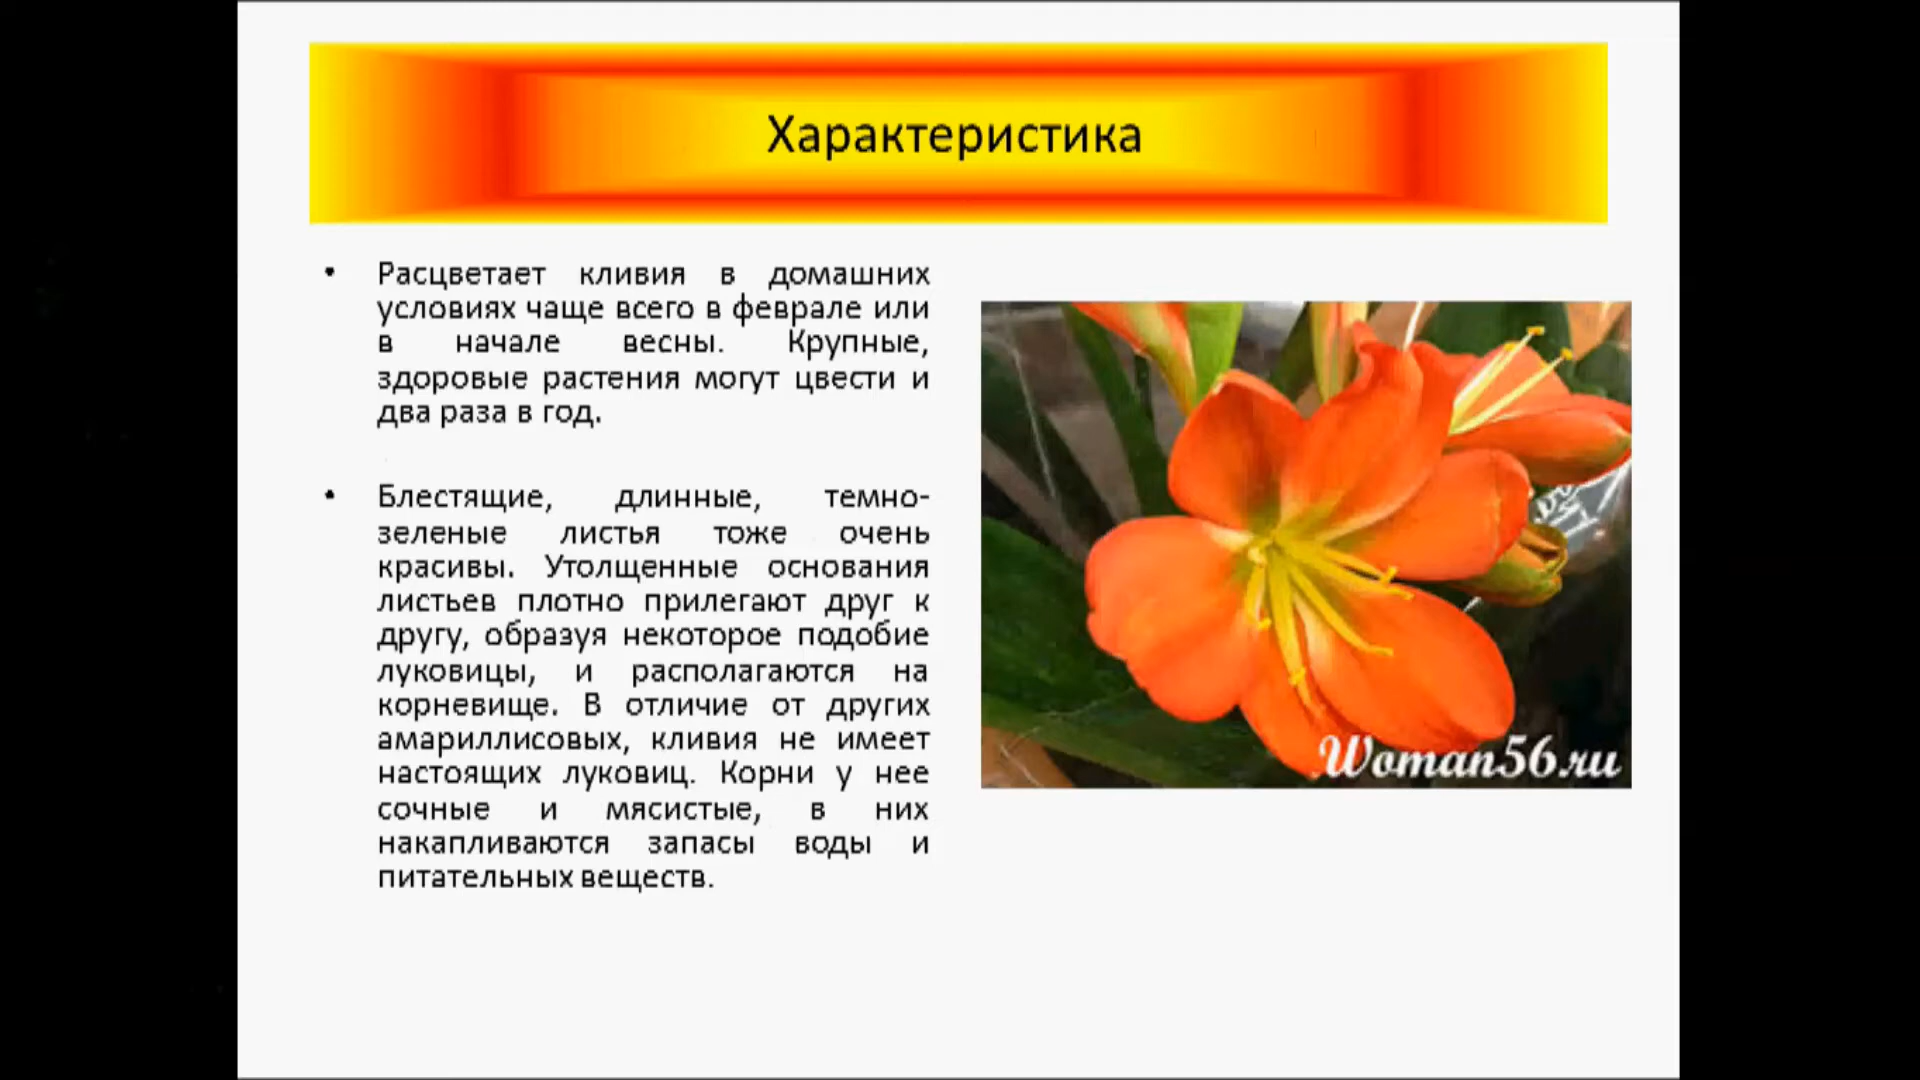 Характеристика
• Расцветает кливия в домашних
условиях чаще всего в феврале или
в начале весны. Крупные,
здоровые растения могут цвести и
два раза в год.
• Блестящие, длинные, темно-
зеленые листья тоже очень
красивы. Утолщенные основания
листьев плотно прилегают друг к
другу, образуя некоторое подобие
луковицы, и располагаются на
корневище. В отличие от других
амариллисовых, кливия не имеет
настоящих луковиц. Корни у нее
сочные и мясистые, в них
накапливаются запасы воды и
питательных веществ.
Woman56.ru